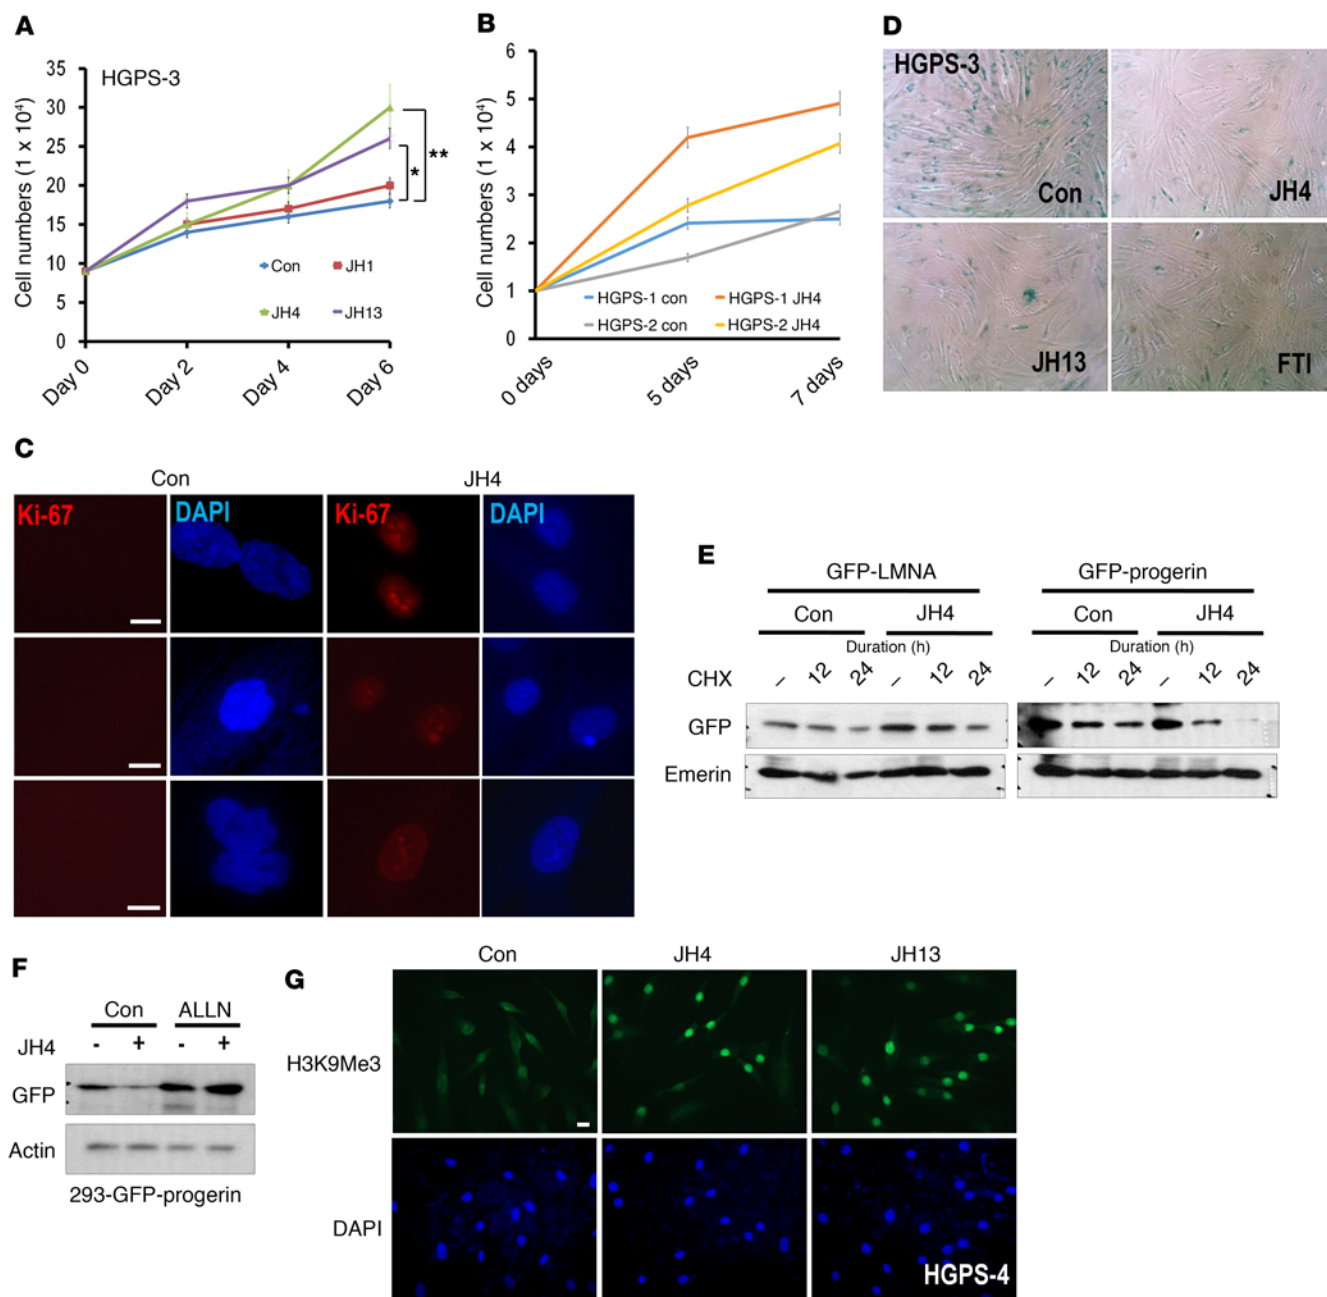 A
HGPS-3
Cell numbers (1 x 10⁴)
35
30
25
20
15
10
5
0
Day 0
Day 2
Day 4
Day 6
*
**
Con
JH1
JH4
JH13
B
Cell numbers (1 x 10⁴)
6
5
4
3
2
1
0
0 days
5 days
7 days
HGPS-1 con
HGPS-1 JH4
HGPS-2 con
HGPS-2 JH4
D
HGPS-3
Con
JH4
JH13
FTI
C
Con
JH4
Ki-67
DAPI
Ki-67
DAPI
E
GFP-LMNA
GFP-progerin
Con
JH4
Con
JH4
Duration (h)
Duration (h)
CHX
–
12
24
–
12
24
–
12
24
–
12
24
GFP
Emerin
F
Con
ALLN
JH4
-
+
-
+
GFP
Actin
293-GFP-progerin
G
Con
JH4
JH13
H3K9Me3
DAPI
HGPS-4